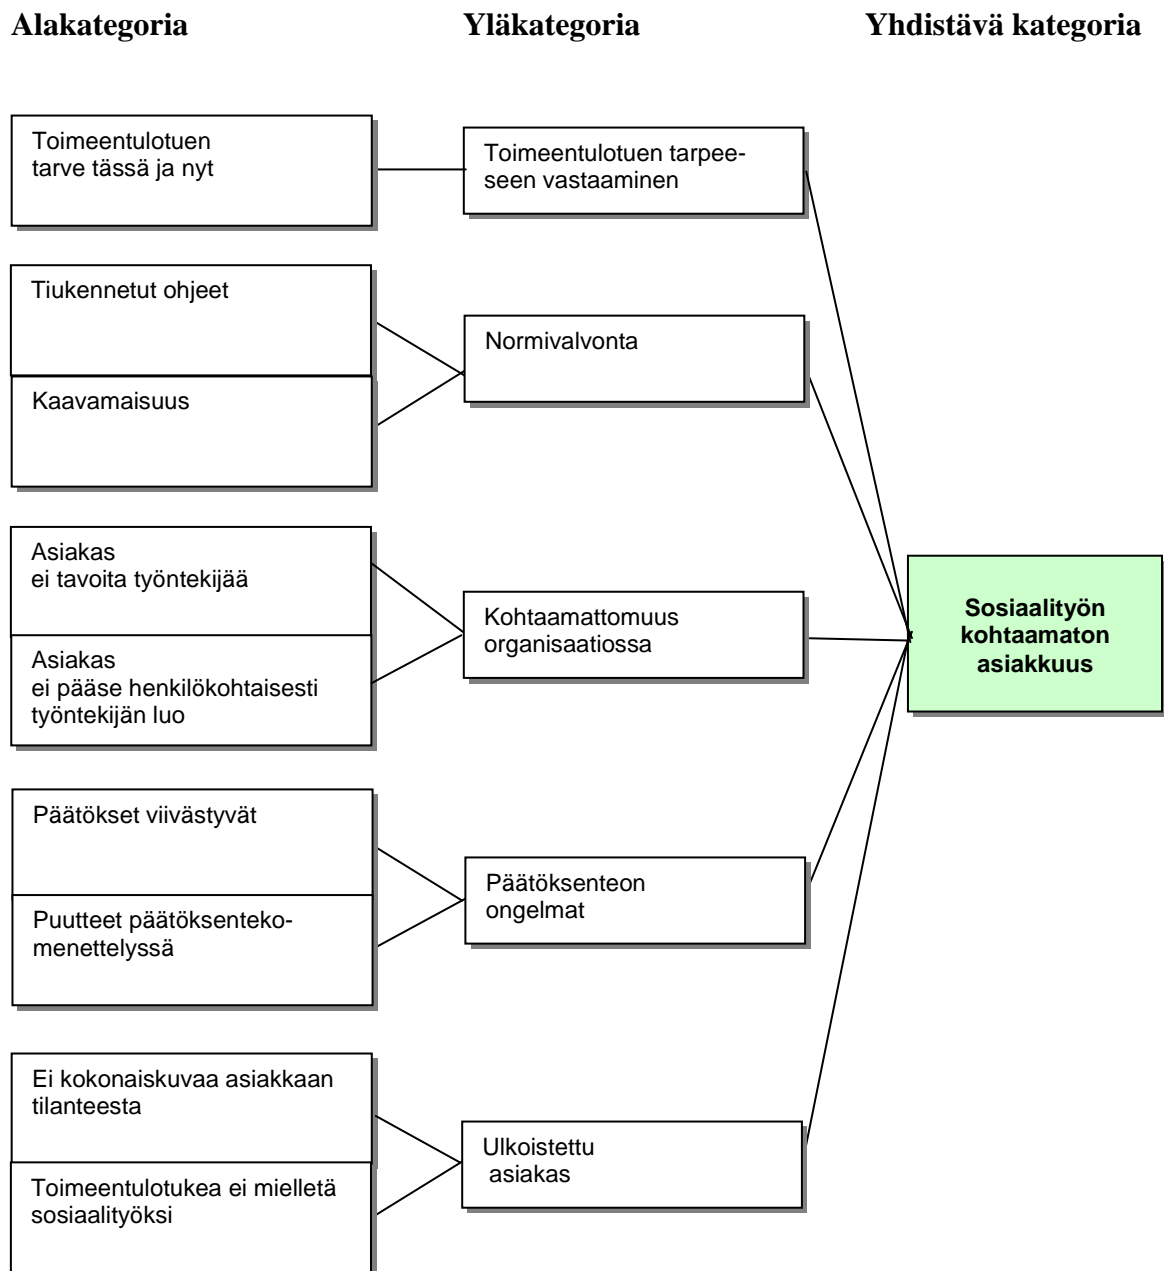 Alakategoria Yläkategoria Yhdistävä kategoria
Toimeentulotuen
tarve tässä ja nyt
Toimeentulotuen tarpee-
seen vastaaminen
Tiukennetut ohjeet
Kaavamaisuus
Normivalvonta
Asiakas
ei tavoita työntekijää
Asiakas
ei pääse henkilökohtaisesti
työntekijän luo
Kohtaamattomuus
organisaatiossa
Päätökset viivästyvät
Puutteet päätöksenteko-
menettelyssä
Päätöksenteon
ongelmat
Ei kokonaiskuvaa asiakkaan
tilanteesta
Toimeentulotukea ei mielletä
sosiaalityöksi
Ulkoistettu
asiakas
Sosiaalityön
kohtaamaton
asiakkuus